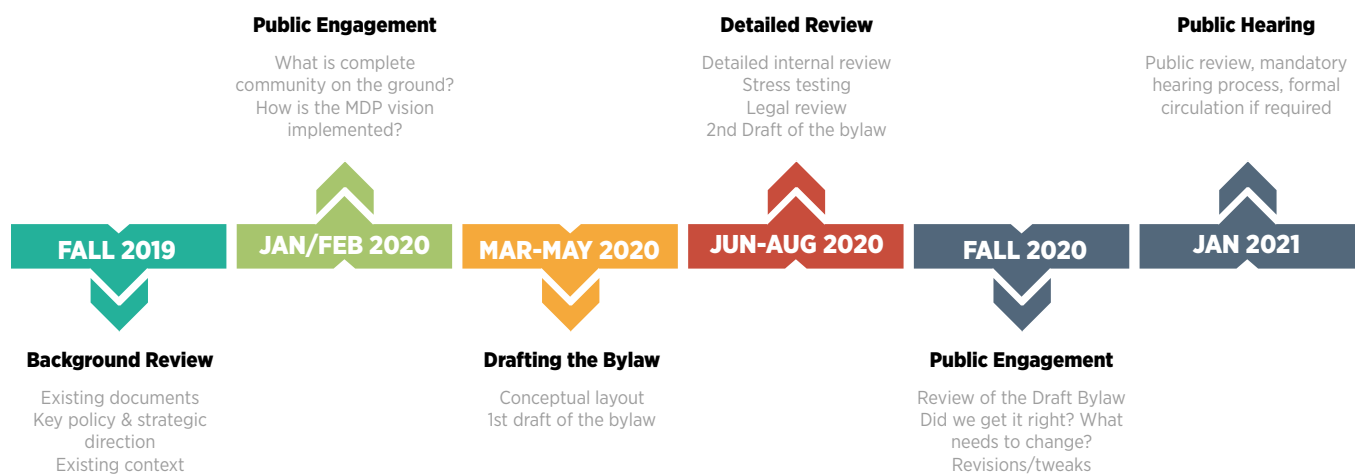 Public Engagement
What is complete
community on the ground?
How is the MDP vision
implemented?
Detailed Review
Detailed internal review
Stress testing
Legal review
2nd Draft of the bylaw
Public Hearing
Public review, mandatory
hearing process, formal
circulation if required
FALL 2019
JAN/FEB 2020
MAR-MAY 2020
JUN-AUG 2020
FALL 2020
JAN 2021
Background Review
Existing documents
Key policy & strategic
direction
Existing context
Drafting the Bylaw
Conceptual layout
1st draft of the bylaw
Public Engagement
Review of the Draft Bylaw
Did we get it right? What
needs to change?
Revisions/tweaks